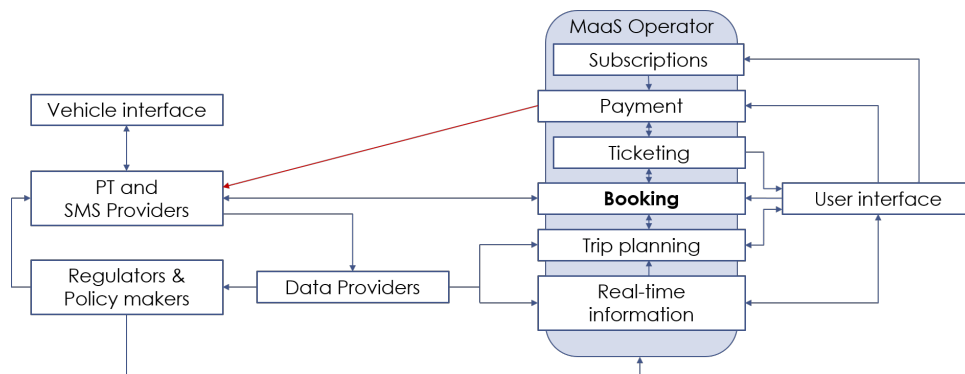 MaaS Operator
Subscriptions
Vehicle interface
Payment
Ticketing
PT and
SMS Providers
Booking
User interface
Trip planning
Regulators &
Policy makers
Data Providers
Real-time
information